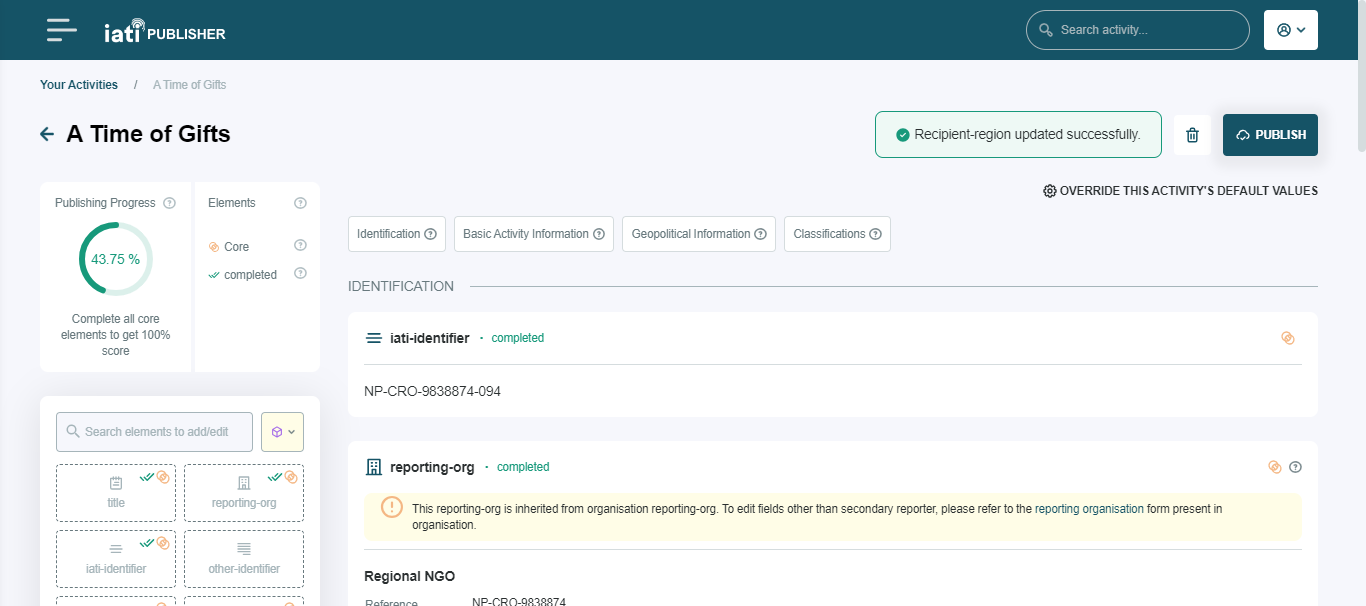 iati PUBLISHER
Search activity...
Your Activities / A Time of Gifts
A Time of Gifts
Recipient-region updated successfully.
PUBLISH
OVERRIDE THIS ACTIVITY'S DEFAULT VALUES
Publishing Progress
43.75 %
Complete all core
elements to get 100%
score
Elements
Core
completed
Search elements to add/edit
title
reporting-org
iati-identifier
other-identifier
Identification
Basic Activity Information
Geopolitical Information
Classifications
IDENTIFICATION
iati-identifier · completed
NP-CRO-9838874-094
reporting-org · completed
This reporting-org is inherited from organisation reporting-org. To edit fields other than secondary reporter, please refer to the reporting organisation form present in
organisation.
Regional NGO
Reference NP-CRO-9838874